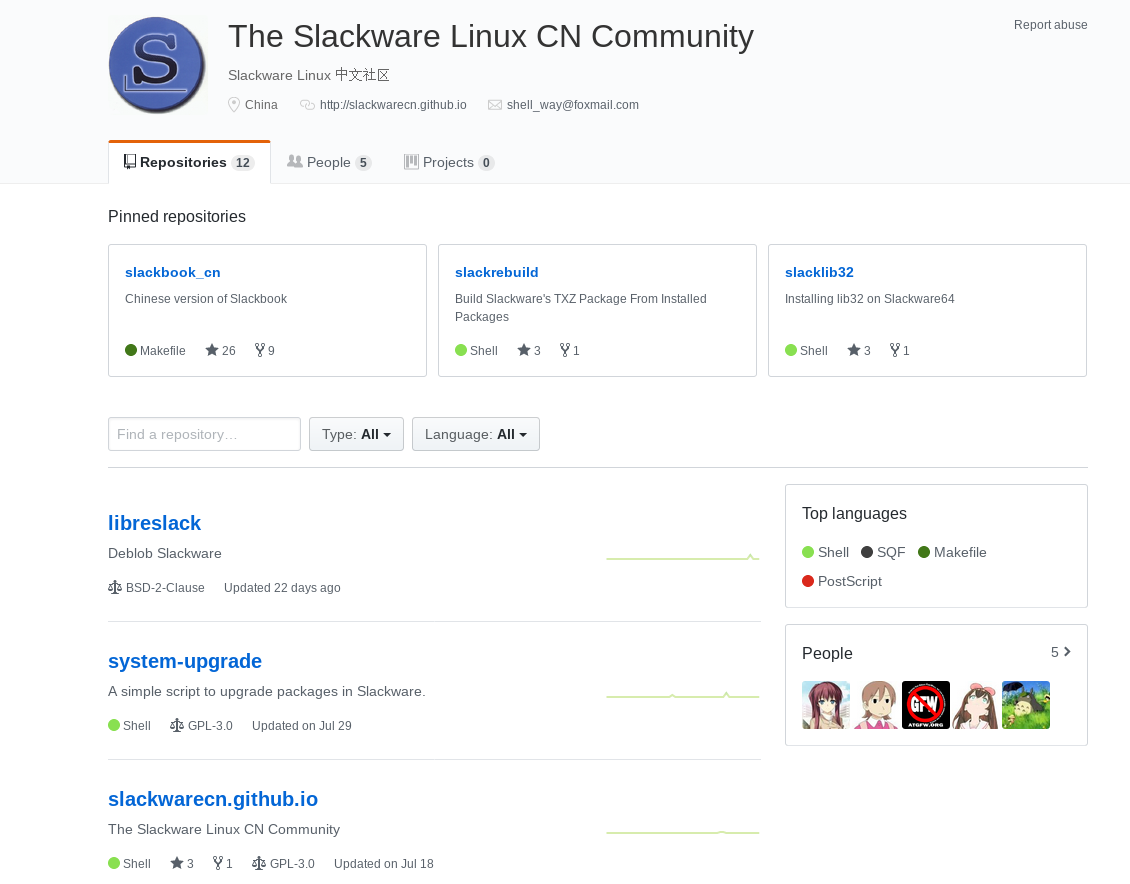 The Slackware Linux CN Community
Report abuse
Slackware Linux 中文社区
China http://slackwarecn.github.io shell_way@foxmail.com
Repositories 12 People 5 Projects 0
Pinned repositories
slackbook_cn
Chinese version of Slackbook
Makefile 26 9
slackrebuild
Build Slackware's TXZ Package From Installed
Packages
Shell 3 1
slacklib32
Installing lib32 on Slackware64
Shell 3 1
Find a repository… Type: All Language: All
libreslack
Deblob Slackware
BSD-2-Clause Updated 22 days ago
system-upgrade
A simple script to upgrade packages in Slackware.
Shell GPL-3.0 Updated on Jul 29
slackwarecn.github.io
The Slackware Linux CN Community
Shell 3 1 GPL-3.0 Updated on Jul 18
Top languages
Shell SQF Makefile
PostScript
People 5
GFW
ATGFW.ORG